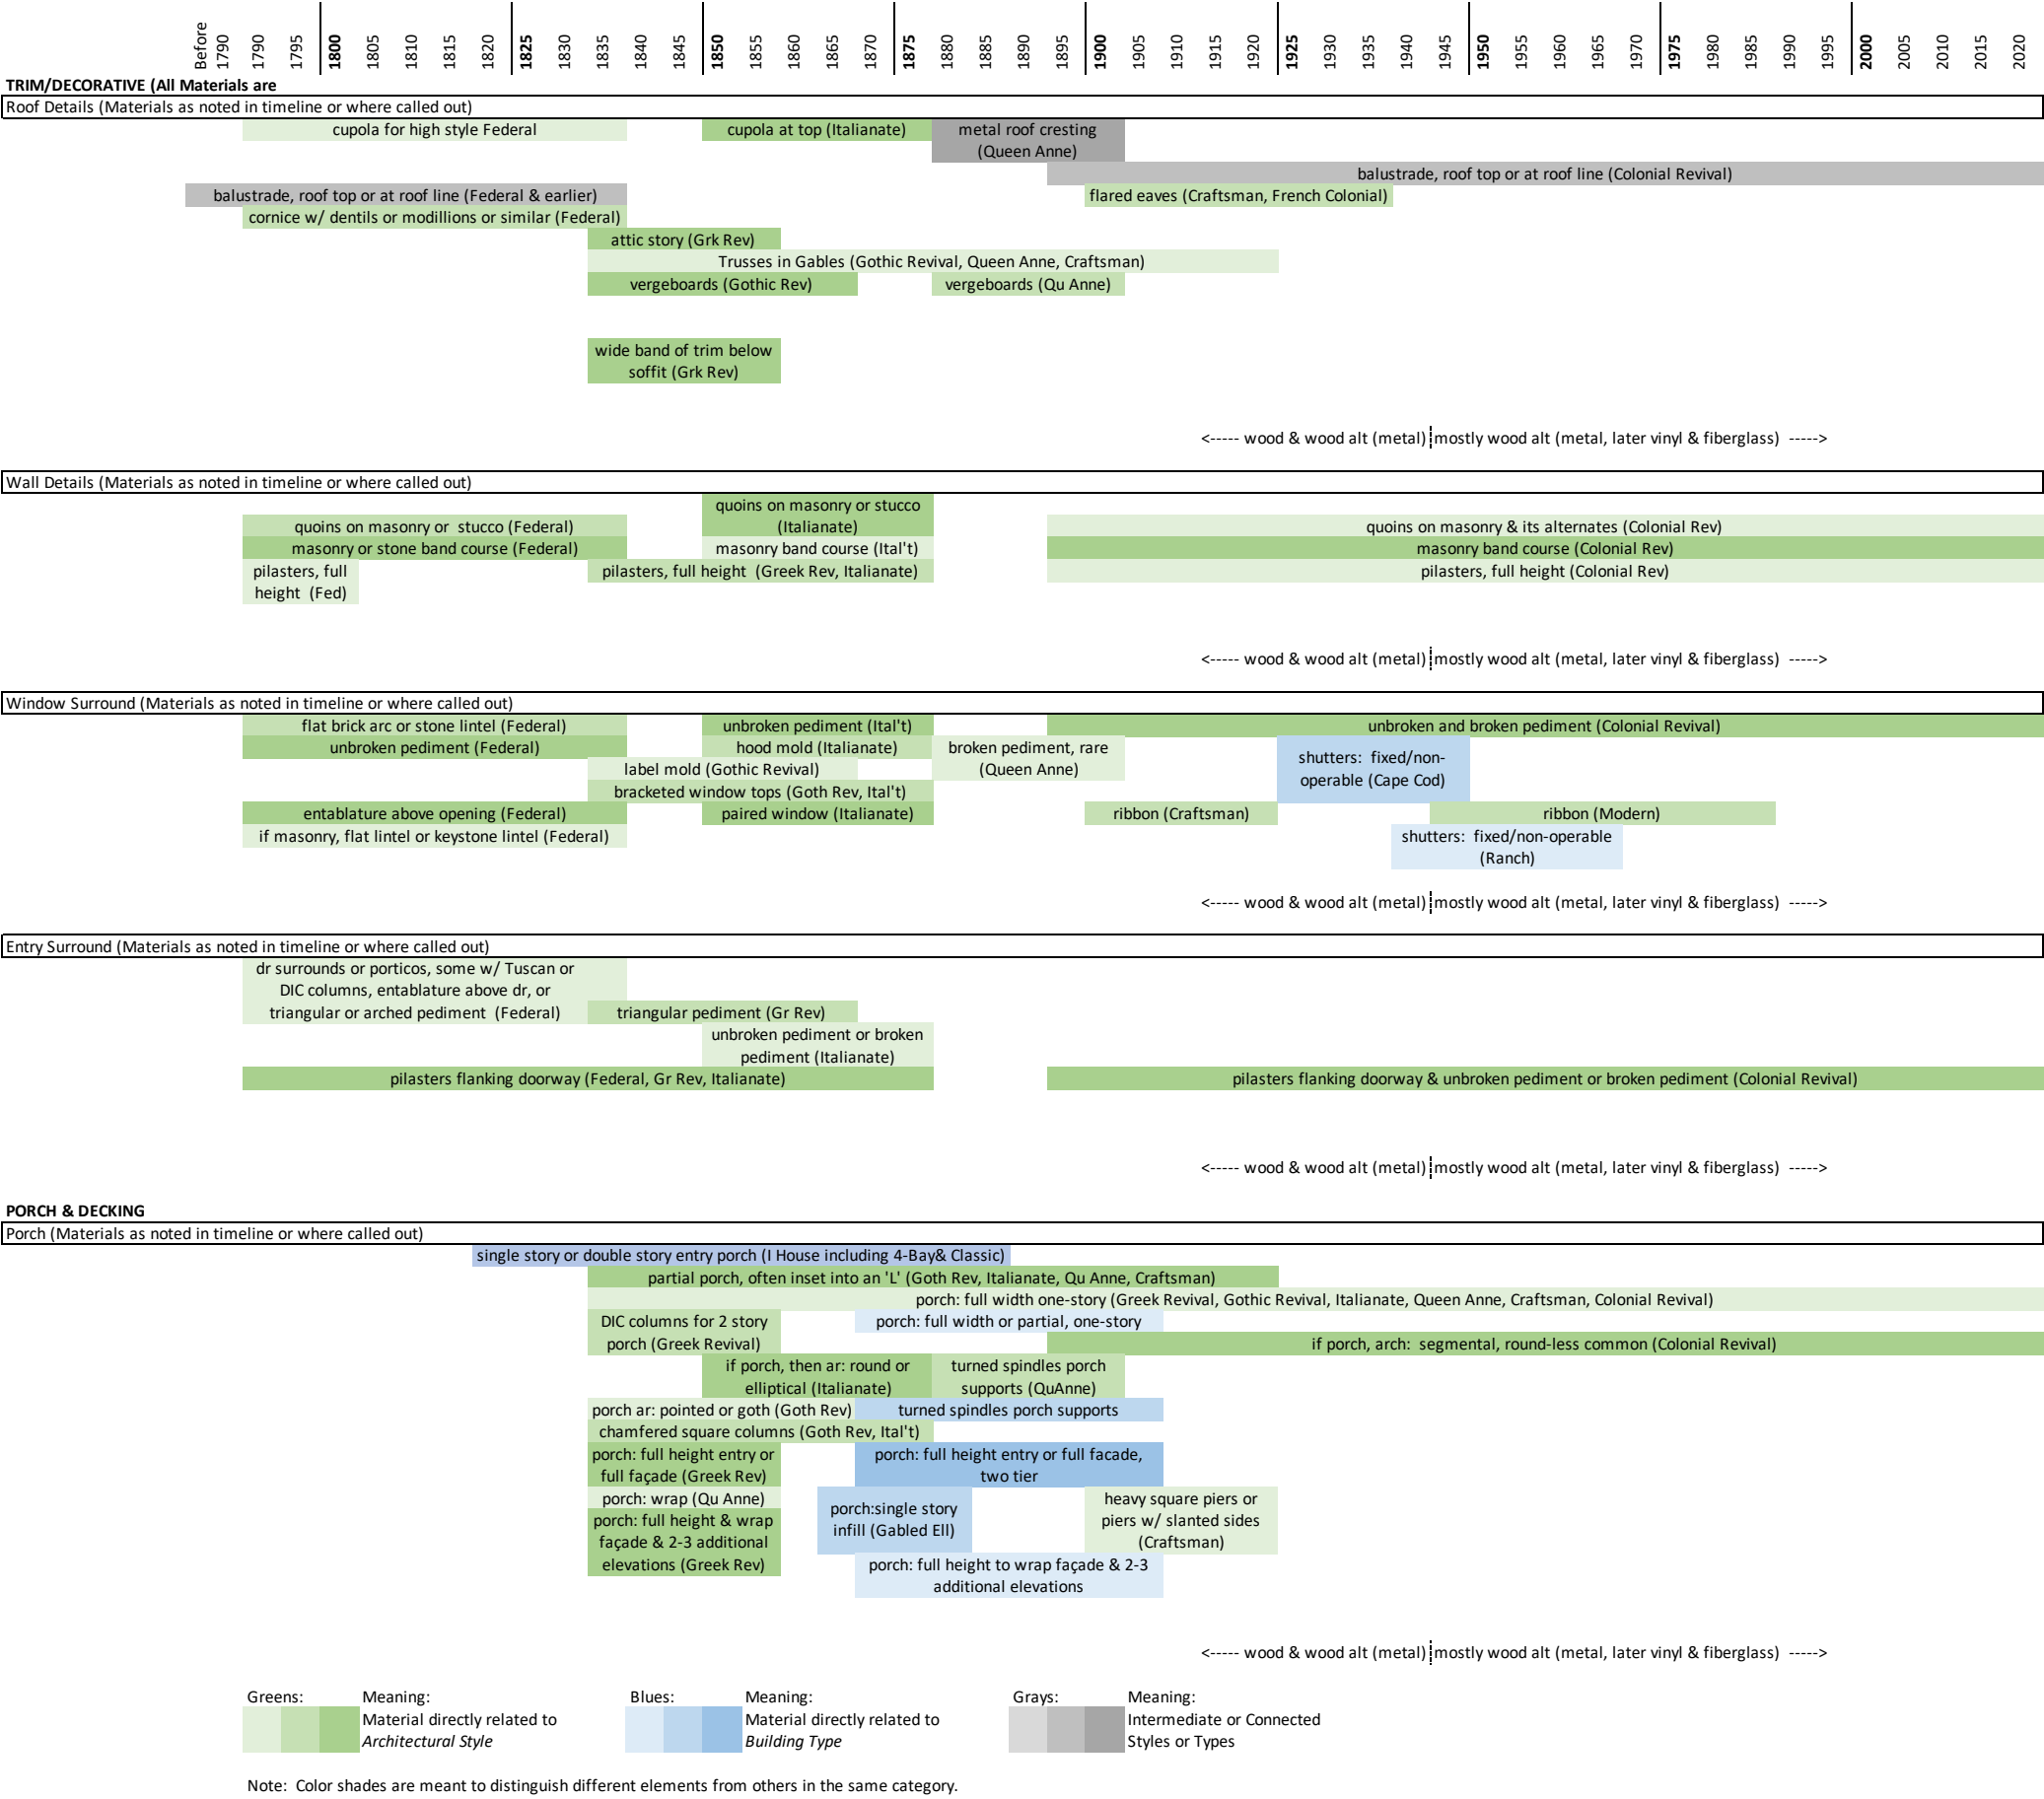 Before
1790
1790
1795
1800
1805
1810
1815
1820
1825
1830
1835
1840
1845
1850
1855
1860
1865
1870
1875
1880
1885
1890
1895
1900
1905
1910
1915
1920
1925
1930
1935
1940
1945
1950
1955
1960
1965
1970
1975
1980
1985
1990
1995
2000
2005
2010
2015
2020
TRIM/DECORATIVE (All Materials are
Roof Details (Materials as noted in timeline or where called out)
cupola for high style Federal
cupola at top (Italianate)
metal roof cresting
(Queen Anne)
balustrade, roof top or at roof line (Colonial Revival)
balustrade, roof top or at roof line (Federal & earlier)
flared eaves (Craftsman, French Colonial)
cornice w/ dentils or modillions or similar (Federal)
attic story (Grk Rev)
Trusses in Gables (Gothic Revival, Queen Anne, Craftsman)
vergeboards (Gothic Rev)
vergeboards (Qu Anne)
wide band of trim below
soffit (Grk Rev)
<----- wood & wood alt (metal)
mostly wood alt (metal, later vinyl & fiberglass) ----->
Wall Details (Materials as noted in timeline or where called out)
quoins on masonry or stucco
(Italianate)
quoins on masonry or stucco (Federal)
quoins on masonry & its alternates (Colonial Rev)
masonry or stone band course (Federal)
masonry band course (Ital't)
masonry band course (Colonial Rev)
pilasters, full
height (Fed)
pilasters, full height (Greek Rev, Italianate)
pilasters, full height (Colonial Rev)
<----- wood & wood alt (metal)
mostly wood alt (metal, later vinyl & fiberglass) ----->
Window Surround (Materials as noted in timeline or where called out)
flat brick arc or stone lintel (Federal)
unbroken pediment (Ital't)
unbroken and broken pediment (Colonial Revival)
unbroken pediment (Federal)
hood mold (Italianate)
broken pediment, rare
(Queen Anne)
shutters: fixed/non-
operable (Cape Cod)
label mold (Gothic Revival)
bracketed window tops (Goth Rev, Ital't)
entablature above opening (Federal)
paired window (Italianate)
ribbon (Craftsman)
ribbon (Modern)
if masonry, flat lintel or keystone lintel (Federal)
shutters: fixed/non-operable
(Ranch)
<----- wood & wood alt (metal)
mostly wood alt (metal, later vinyl & fiberglass) ----->
Entry Surround (Materials as noted in timeline or where called out)
dr surrounds or porticos, some w/ Tuscan or
DIC columns, entablature above dr, or
triangular or arched pediment (Federal)
triangular pediment (Gr Rev)
unbroken pediment or broken
pediment (Italianate)
pilasters flanking doorway (Federal, Gr Rev, Italianate)
pilasters flanking doorway & unbroken pediment or broken pediment (Colonial Revival)
<----- wood & wood alt (metal)
mostly wood alt (metal, later vinyl & fiberglass) ----->
PORCH & DECKING
Porch (Materials as noted in timeline or where called out)
single story or double story entry porch (I House including 4-Bay& Classic)
partial porch, often inset into an 'L' (Goth Rev, Italianate, Qu Anne, Craftsman)
porch: full width one-story (Greek Revival, Gothic Revival, Italianate, Queen Anne, Craftsman, Colonial Revival)
DIC columns for 2 story
porch (Greek Revival)
porch: full width or partial, one-story
if porch, arch: segmental, round-less common (Colonial Revival)
if porch, then ar: round or
elliptical (Italianate)
turned spindles porch
supports (QuAnne)
porch ar: pointed or goth (Goth Rev)
turned spindles porch supports
chamfered square columns (Goth Rev, Ital't)
porch: full height entry or
full façade (Greek Rev)
porch: full height entry or full facade,
two tier
porch: wrap (Qu Anne)
porch:single story
infill (Gabled Ell)
heavy square piers or
piers w/ slanted sides
(Craftsman)
porch: full height & wrap
façade & 2-3 additional
elevations (Greek Rev)
porch: full height to wrap façade & 2-3
additional elevations
<----- wood & wood alt (metal)
mostly wood alt (metal, later vinyl & fiberglass) ----->
Greens:
Meaning:
Material directly related to
Architectural Style
Blues:
Meaning:
Material directly related to
Building Type
Grays:
Meaning:
Intermediate or Connected
Styles or Types
Note: Color shades are meant to distinguish different elements from others in the same category.